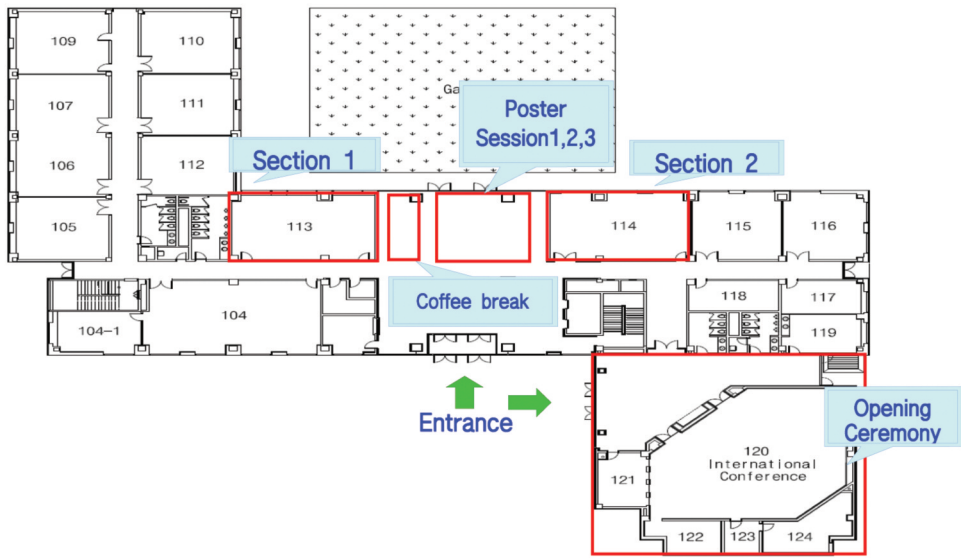 109
110
107
111
Ga
Poster
Session1,2,3
106
112
Section 1
Section 2
105
113
114
115
116
Coffee break
104-1
104
118
117
119
Entrance
Opening
Ceremony
120
International
Conference
121
122
123
124